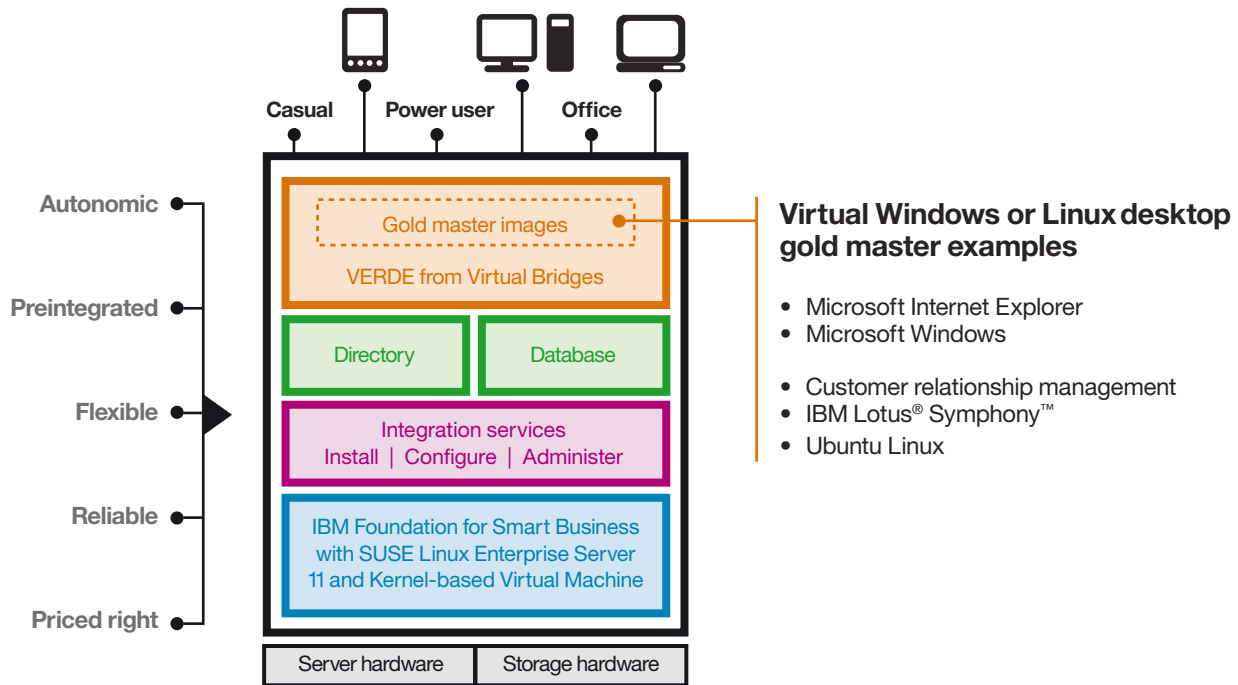 Casual
Power user
Office
Autonomic
Preintegrated
Flexible
Reliable
Priced right
Gold master images
VERDE from Virtual Bridges
Directory
Database
Integration services
Install | Configure | Administer
IBM Foundation for Smart Business
with SUSE Linux Enterprise Server
11 and Kernel-based Virtual Machine
Server hardware
Storage hardware
Virtual Windows or Linux desktop
gold master examples
• Microsoft Internet Explorer
• Microsoft Windows
• Customer relationship management
• IBM Lotus® Symphony™
• Ubuntu Linux